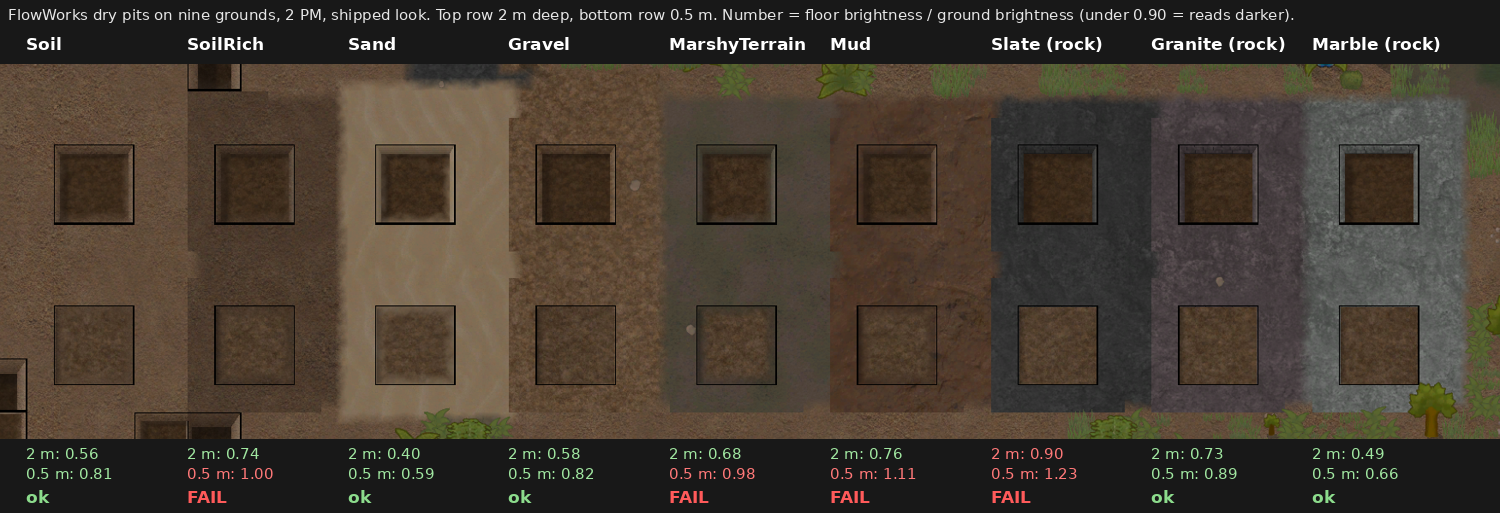 FlowWorks dry pits on nine grounds, 2 PM, shipped look. Top row 2 m deep, bottom row 0.5 m. Number = floor brightness / ground brightness (under 0.90 = reads darker).
Soil SoilRich Sand Gravel MarshyTerrain Mud Slate (rock) Granite (rock) Marble (rock)
2 m: 0.56 2 m: 0.74 2 m: 0.40 2 m: 0.58 2 m: 0.68 2 m: 0.76 2 m: 0.90 2 m: 0.73 2 m: 0.49
0.5 m: 0.81 0.5 m: 1.00 0.5 m: 0.59 0.5 m: 0.82 0.5 m: 0.98 0.5 m: 1.11 0.5 m: 1.23 0.5 m: 0.89 0.5 m: 0.66
ok FAIL ok ok FAIL FAIL FAIL ok ok